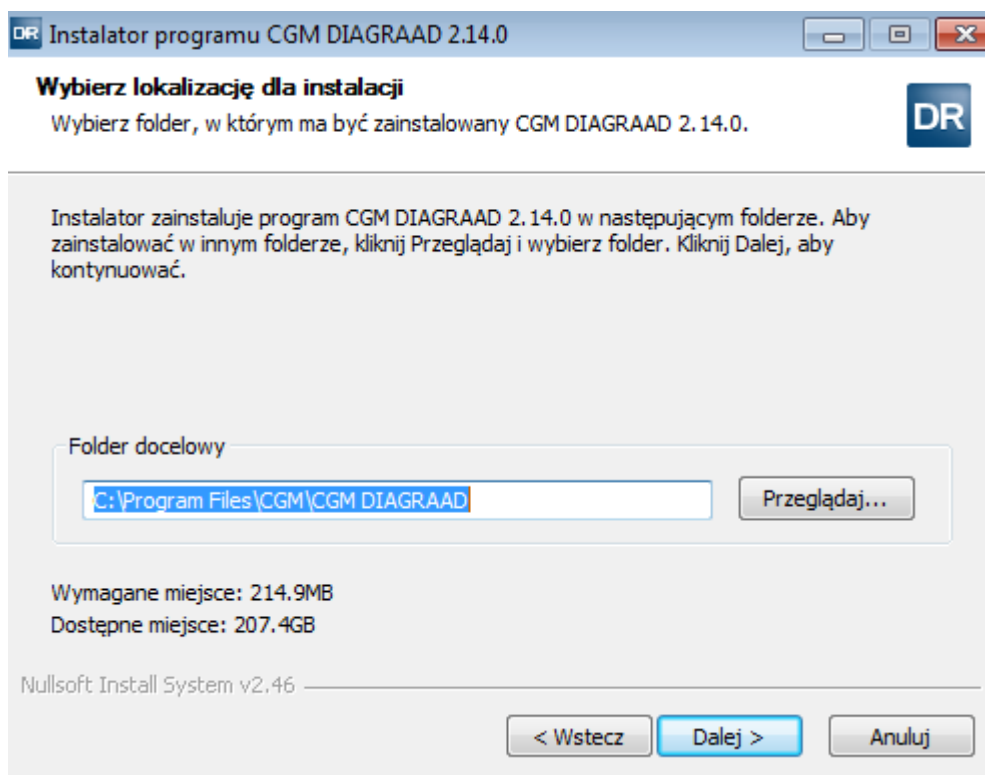 DR Instalator programu CGM DIAGRAAD 2.14.0
Wybierz lokalizację dla instalacji
Wybierz folder, w którym ma być zainstalowany CGM DIAGRAAD 2.14.0.
DR
Instalator zainstaluje program CGM DIAGRAAD 2.14.0 w następującym folderze. Aby
zainstalować w innym folderze, kliknij Przeglądaj i wybierz folder. Kliknij Dalej, aby
kontynuować.
Folder docelowy
C:\Program Files\CGM\CGM DIAGRAAD
Przeglądaj...
Wymagane miejsce: 214.9MB
Dostępne miejsce: 207.4GB
Nullsoft Install System v2.46
< Wstecz
Dalej >
Anuluj